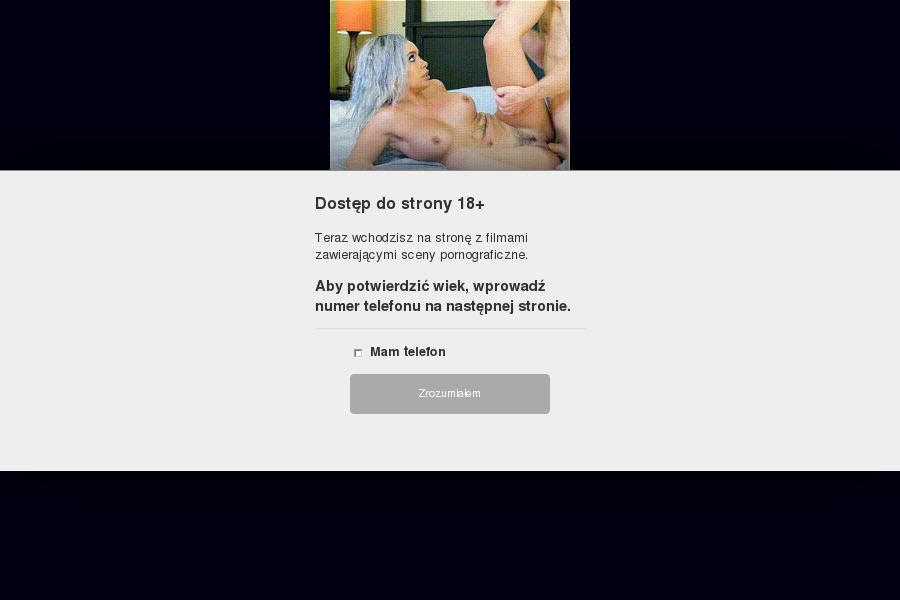 Dostęp do strony 18+
Teraz wchodzisz na stronę z filmami
zawierającymi sceny pornograficzne.
Aby potwierdzić wiek, wprowadź
numer telefonu na następnej stronie.
Mam telefon
Zrozumiałem